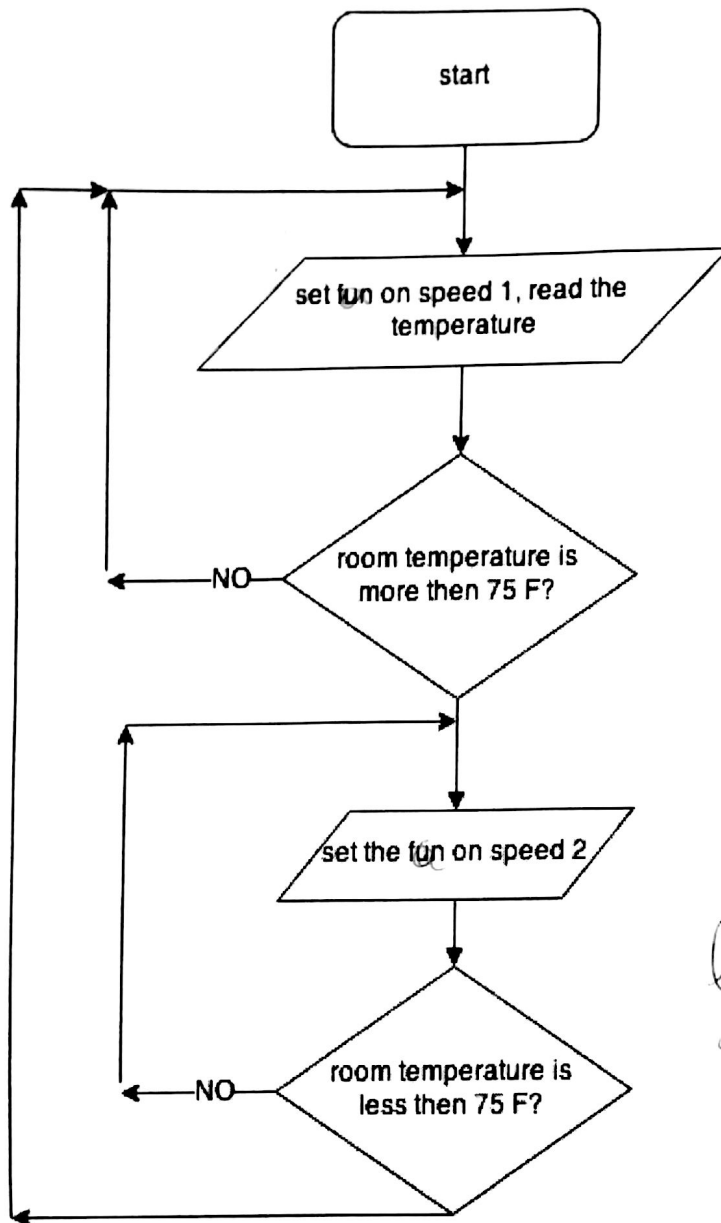 start
set fun on speed 1, read the
temperature
room temperature is
more then 75 F?
NO
set the fun on speed 2
room temperature is
less then 75 F?
NO